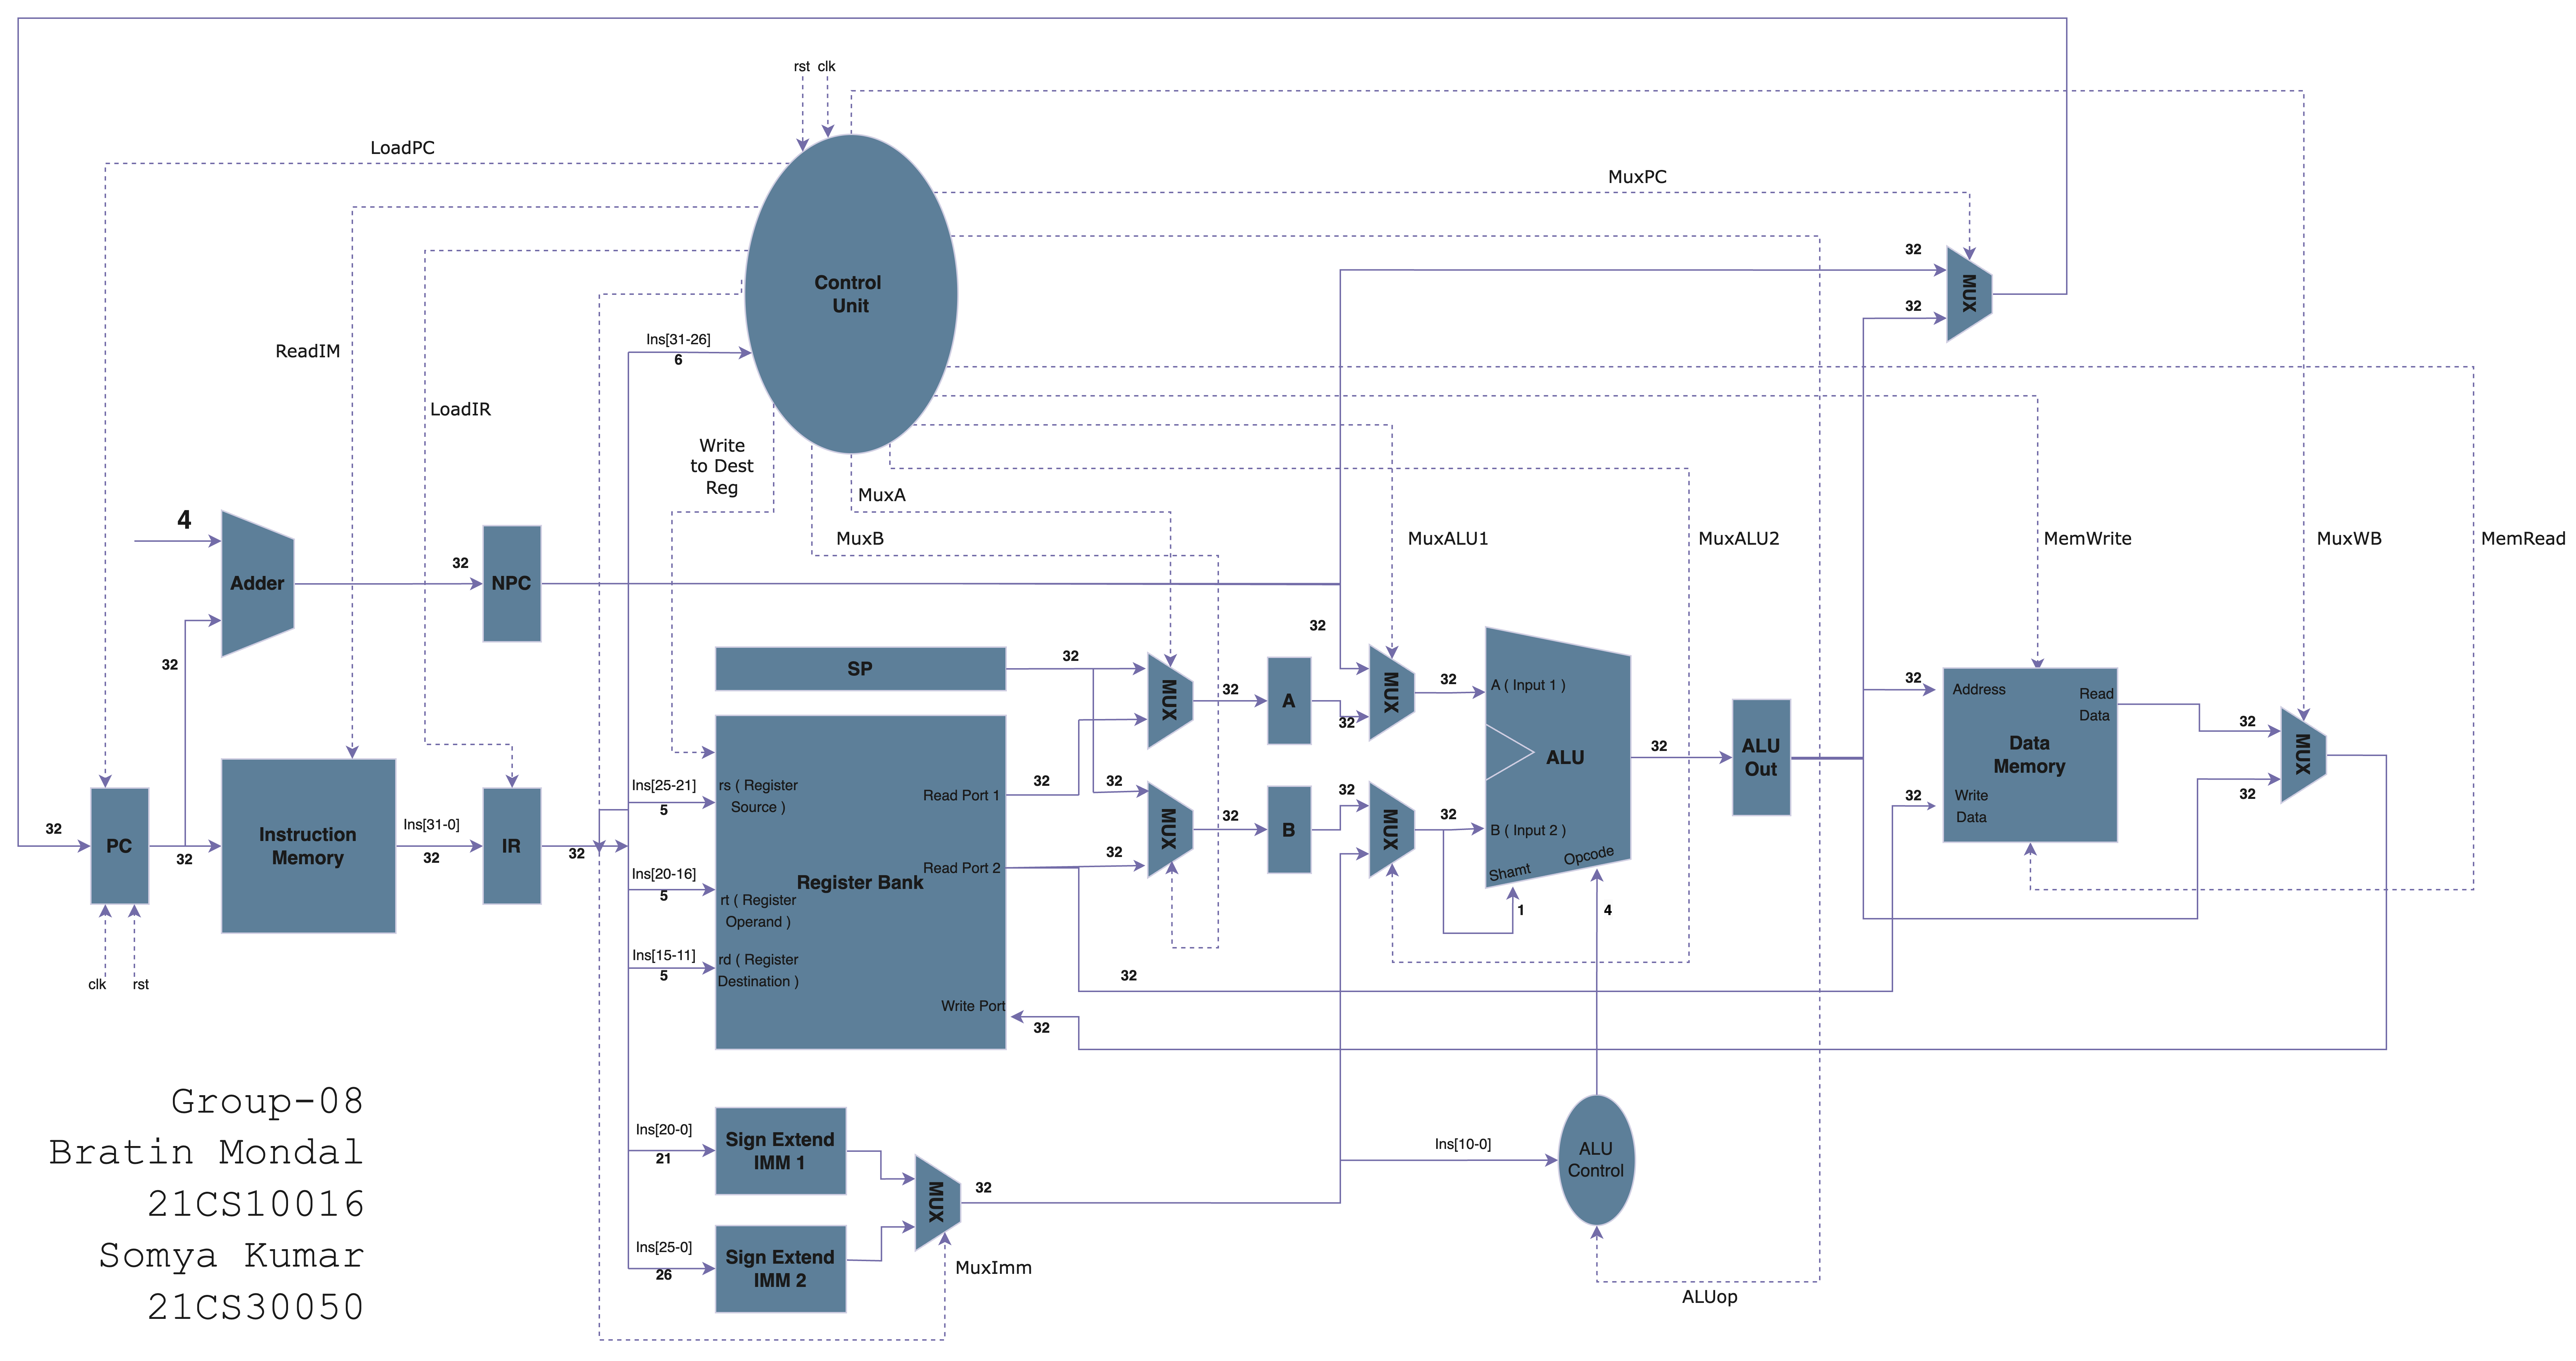 rst clk
LoadPC
MuxPC
Control
Unit
32
32
MUX
Ins[31-26]
6
ReadIM
LoadIR
Write
to Dest
Reg
MuxA
MuxB
MuxALU1
MuxALU2
MemWrite
MuxWB
MemRead
4
Adder
32
NPC
32
32
SP
32
MUX
32
A
32
MUX
32
A ( Input 1 )
ALU
B ( Input 2 )
Shamt
Opcode
32
ALU
Out
32
Address
Read
Data
Data
Memory
32
Write
Data
32
MUX
32
32
PC
32
clk
rst
Instruction
Memory
Ins[31-0]
32
IR
32
Ins[25-21]
5
rs ( Register
Source )
Read Port 1
32
Ins[20-16]
5
rt ( Register
Operand )
Register Bank
Read Port 2
32
32
MUX
32
B
32
MUX
32
1
4
Ins[15-11]
5
rd ( Register
Destination )
Write Port
32
32
Ins[20-0]
21
Sign Extend
IMM 1
Ins[25-0]
26
Sign Extend
IMM 2
MUX
32
MuxImm
Ins[10-0]
ALU
Control
ALUop
Group-08
Bratin Mondal
21CS10016
Somya Kumar
21CS30050